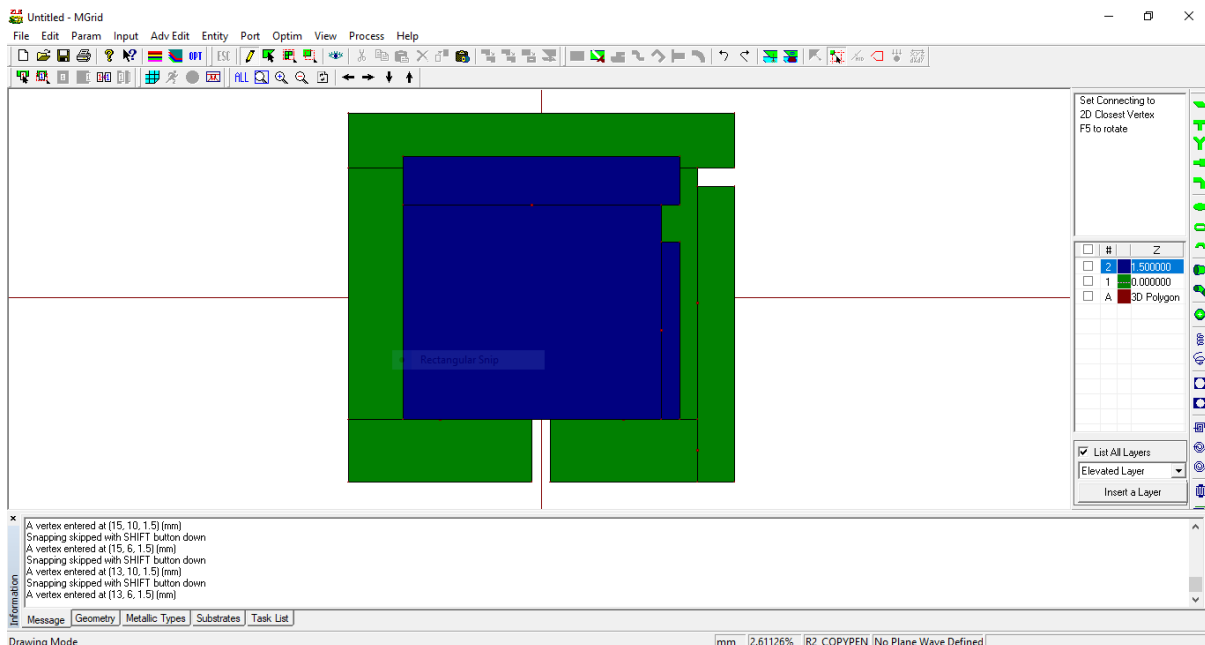 Untitled - MGrid
File Edit Param Input Adv Edit Entity Port Optim View Process Help
OPT ESC
ALL
Set Connecting to
2D Closest Vertex
F5 to rotate
# Z
2 1.500000
1 0.000000
A 3D Polygon
Rectangular Snip
List All Layers
Elevated Layer
Insert a Layer
A vertex entered at (15, 10, 1.5) (mm)
Snapping skipped with SHIFT button down
A vertex entered at (15, 6, 1.5) (mm)
Snapping skipped with SHIFT button down
A vertex entered at (13, 10, 1.5) (mm)
Snapping skipped with SHIFT button down
A vertex entered at (13, 6, 1.5) (mm)
Information
Message Geometry Metallic Types Substrates Task List
Drawing Mode mm 2.61126% R2_COPYPEN No Plane Wave Defined